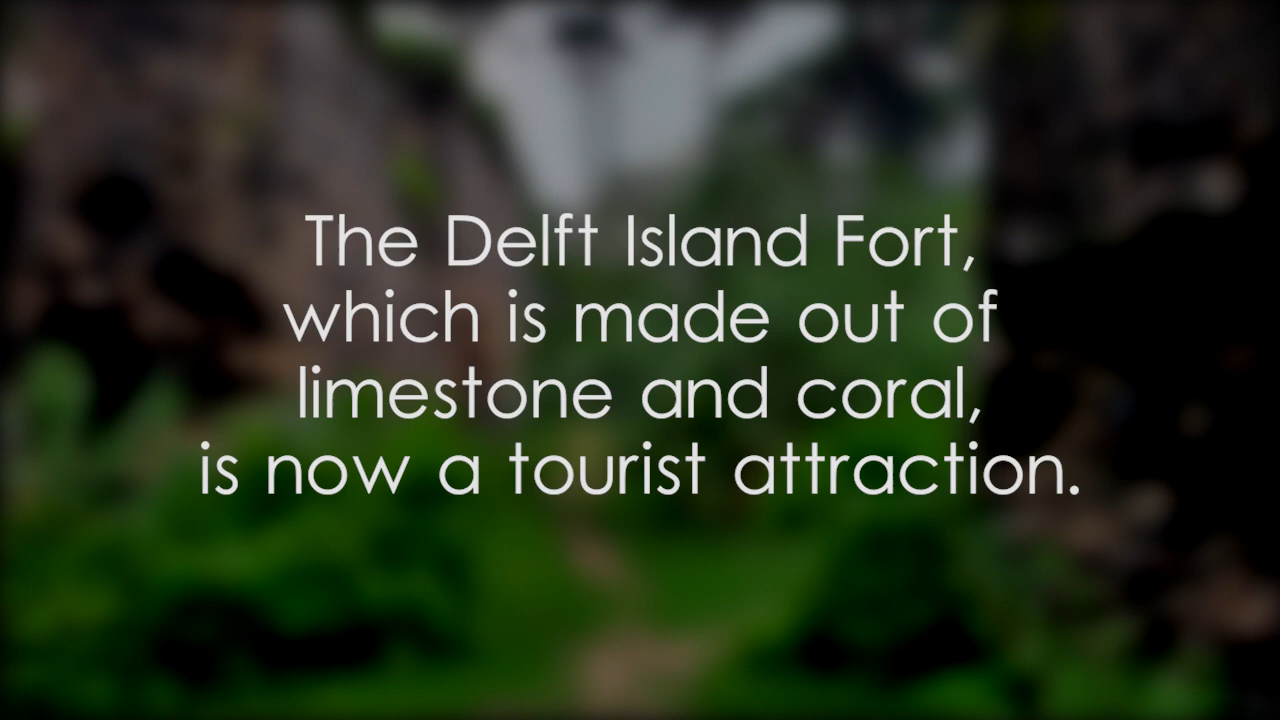 The Delft Island Fort,
which is made out of
limestone and coral,
is now a tourist attraction.